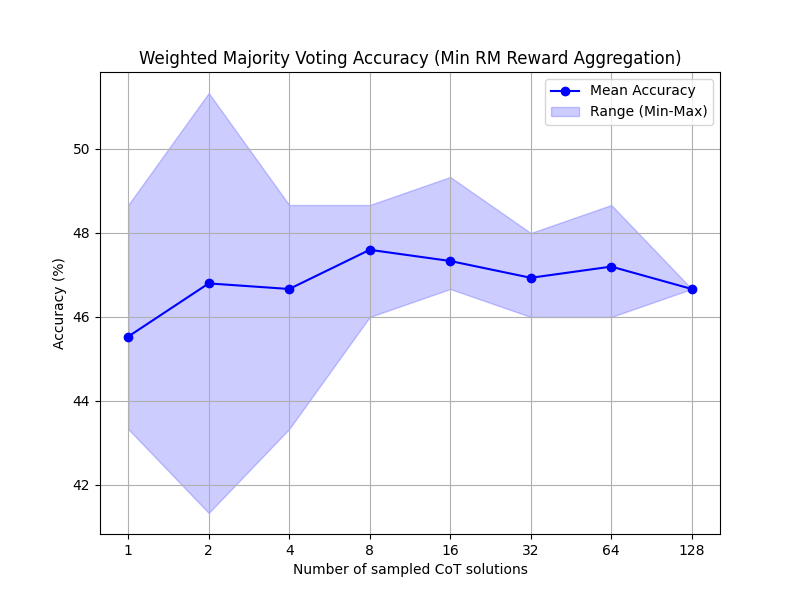 Weighted Majority Voting Accuracy (Min RM Reward Aggregation)
Mean Accuracy
Range (Min-Max)
Accuracy (%)
50
48
46
44
42
1 2 4 8 16 32 64 128
Number of sampled CoT solutions